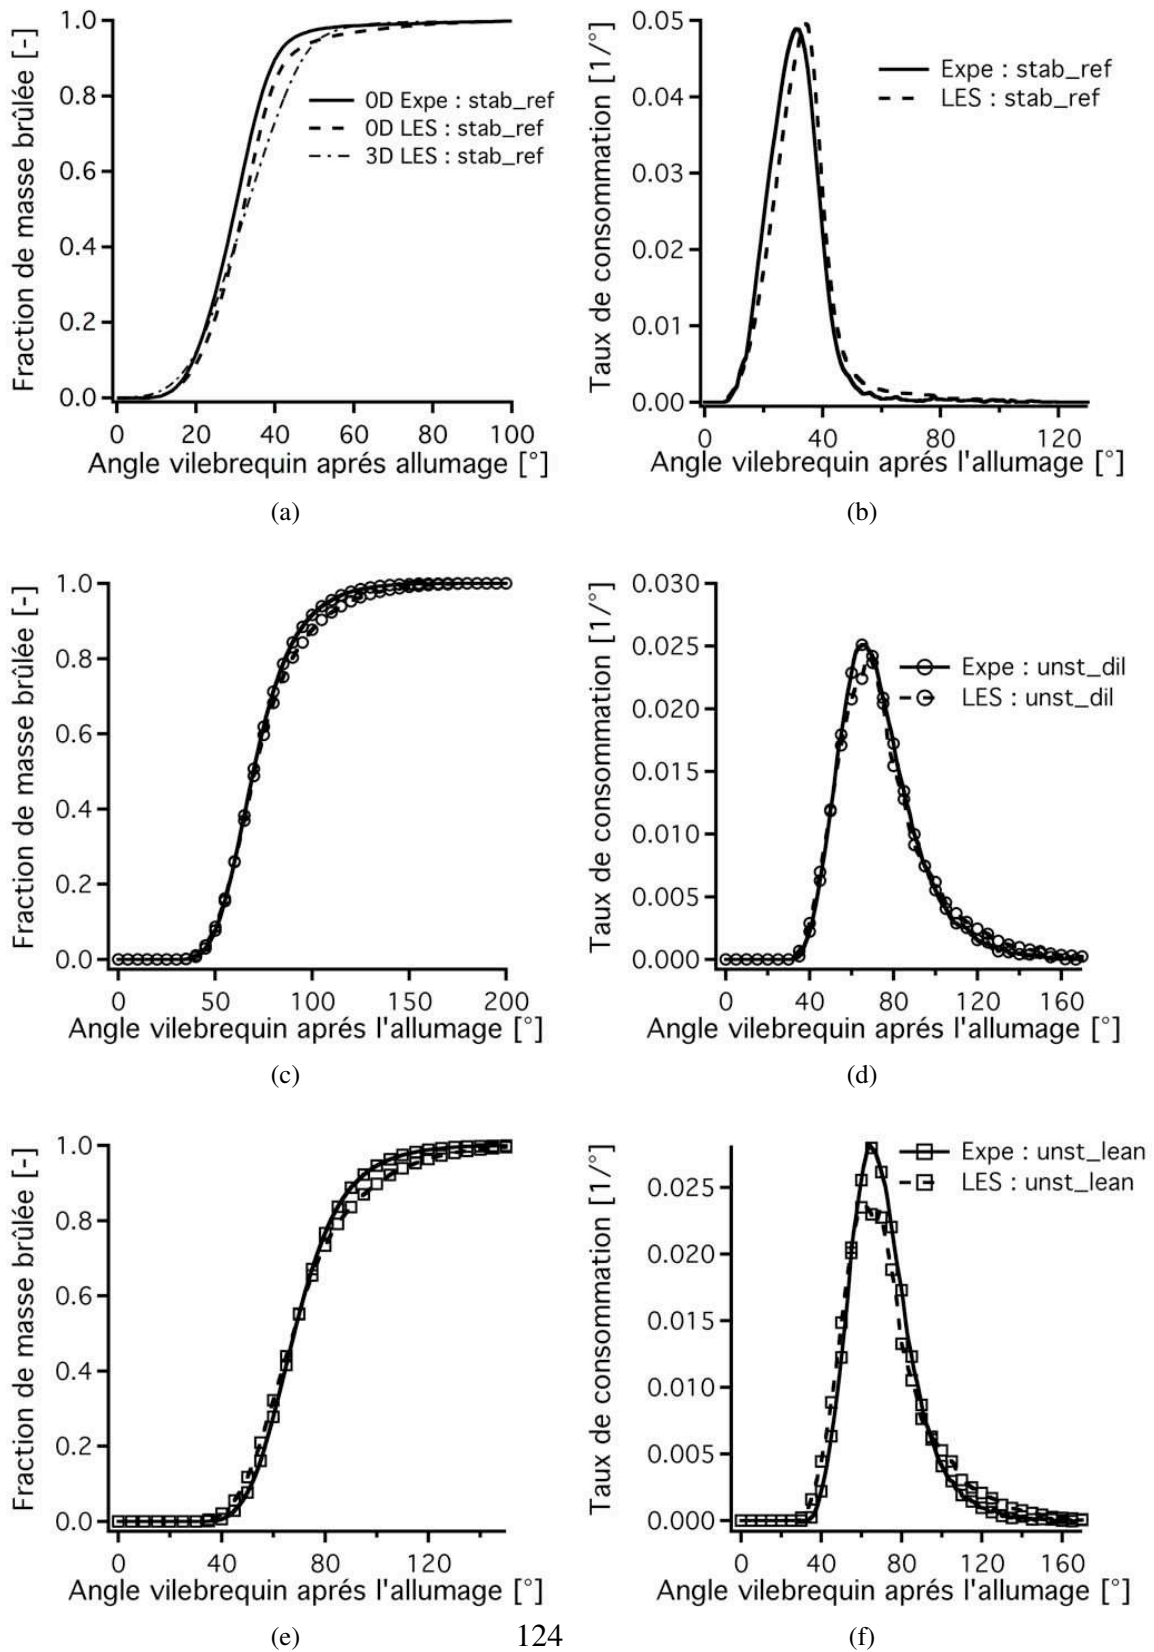 Fraction de masse brûlée [-]
1.0
0.8
0.6
0.4
0.2
0.0
0D Expe : stab_ref
0D LES : stab_ref
3D LES : stab_ref
0 20 40 60 80 100
Angle vilebrequin aprés allumage [°]
(a)
Taux de consommation [1/°]
0.05
0.04
0.03
0.02
0.01
0.00
Expe : stab_ref
LES : stab_ref
0 40 80 120
Angle vilebrequin aprés l'allumage [°]
(b)
Fraction de masse brûlée [-]
1.0
0.8
0.6
0.4
0.2
0.0
0 50 100 150 200
Angle vilebrequin aprés l'allumage [°]
(c)
Taux de consommation [1/°]
0.030
0.025
0.020
0.015
0.010
0.005
0.000
Expe : unst_dil
LES : unst_dil
0 40 80 120 160
Angle vilebrequin aprés l'allumage [°]
(d)
Fraction de masse brûlée [-]
1.0
0.8
0.6
0.4
0.2
0.0
0 40 80 120
Angle vilebrequin aprés l'allumage [°]
(e)
Taux de consommation [1/°]
0.025
0.020
0.015
0.010
0.005
0.000
Expe : unst_lean
LES : unst_lean
0 40 80 120 160
Angle vilebrequin aprés l'allumage [°]
(f)
124